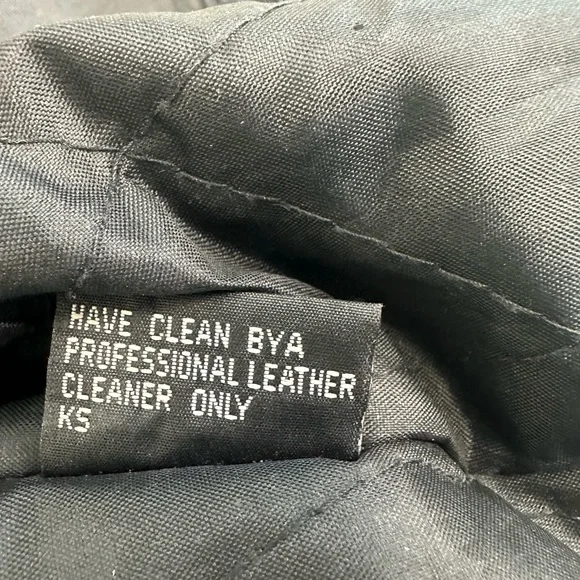 HAVE CLEAN BYA
PROFESSIONAL LEATHER
CLEANER ONLY
KS